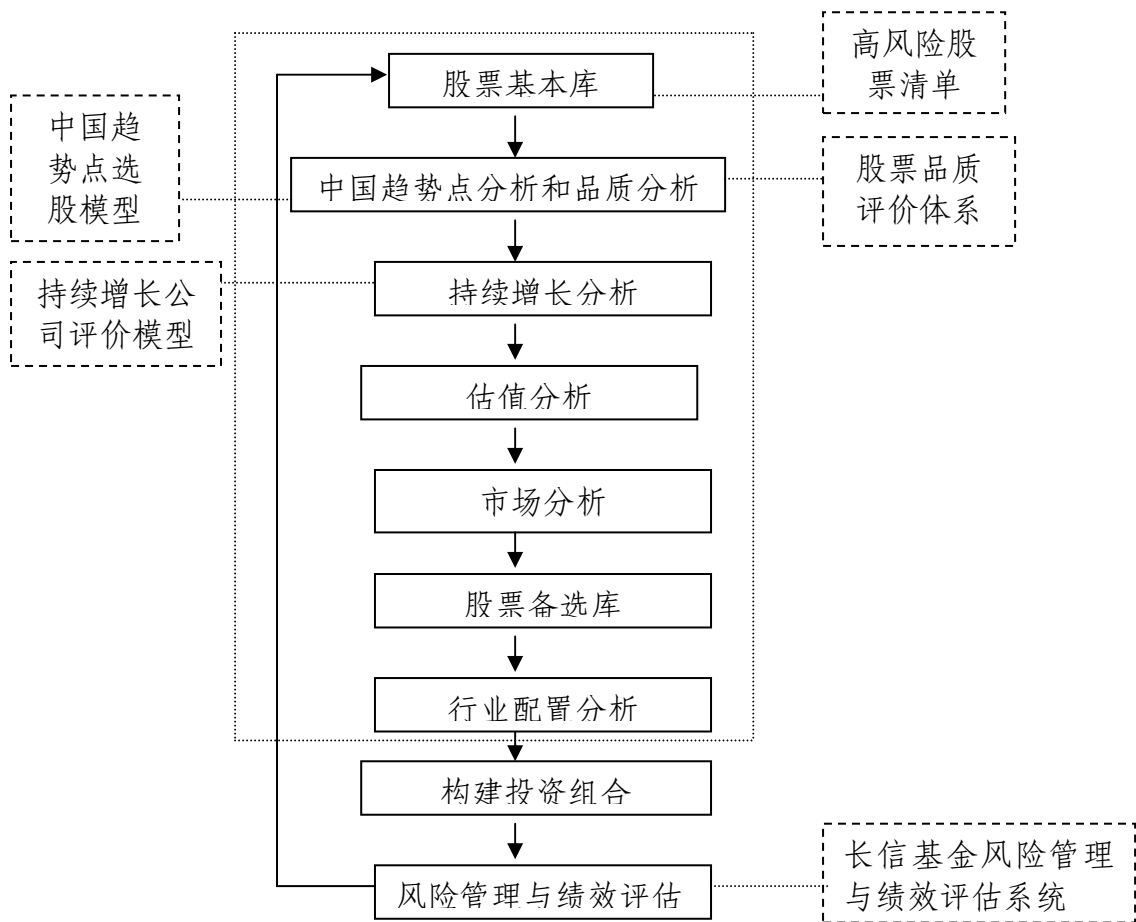 高风险股
票清单
股票基本库
中国趋
势点选
股模型
中国趋势点分析和品质分析
股票品质
评价体系
持续增长公
司评价模型
持续增长分析
估值分析
市场分析
股票备选库
行业配置分析
构建投资组合
风险管理与绩效评估
长信基金风险管理
与绩效评估系统